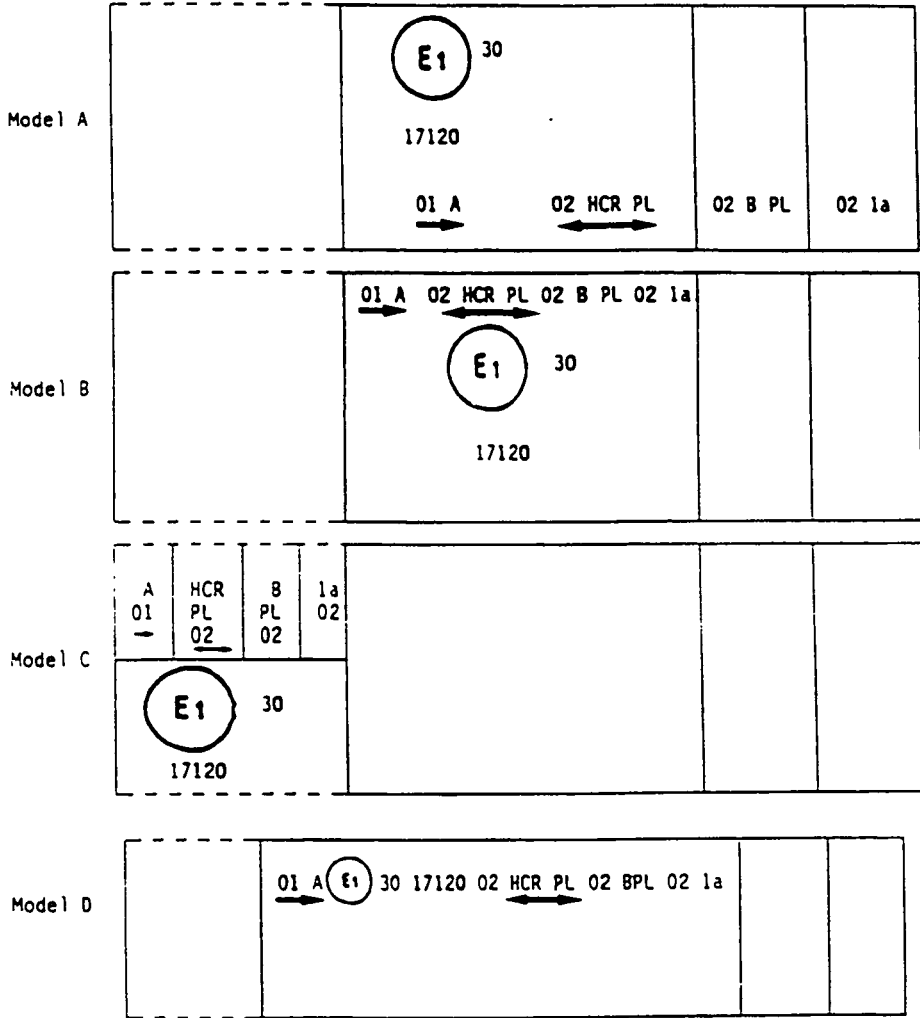 E1 30
Model A
17120
01 A 02 HCR PL 02 B PL 02 1a
01 A 02 HCR PL 02 B PL 02 1a
E1 30
Model B
17120
A HCR B 1a
01 PL PL 02
02 02
Model C
E1 30
17120
01 A E1 30 17120 02 HCR PL 02 BPL 02 1a
Model D